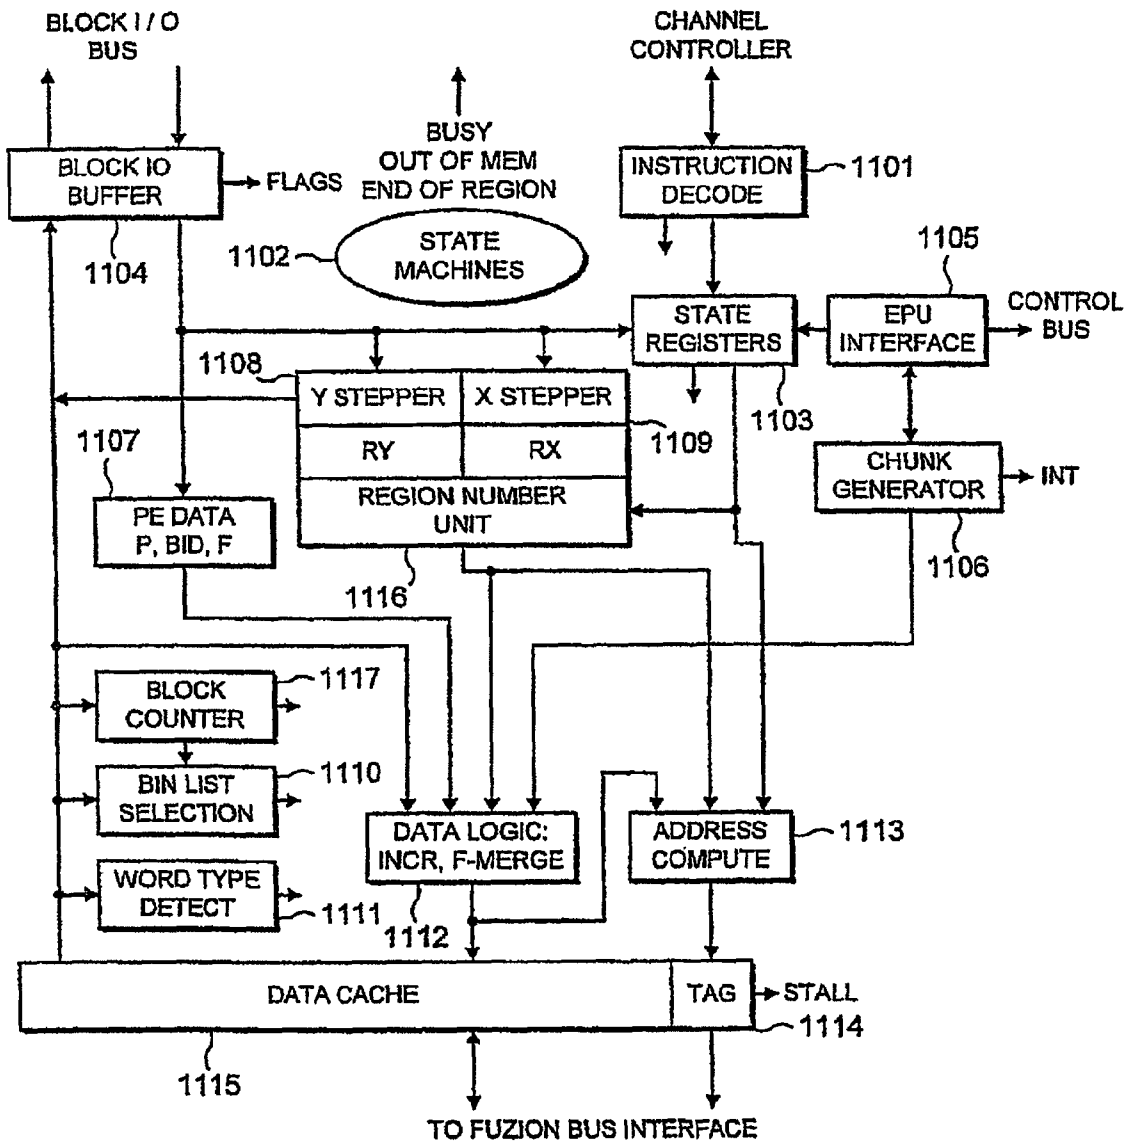 BLOCK I / O
BUS
CHANNEL
CONTROLLER
BUSY
OUT OF MEM
END OF REGION
BLOCK IO
BUFFER
FLAGS
INSTRUCTION
DECODE
1101
1104
1102
STATE
MACHINES
1105
STATE
REGISTERS
EPU
INTERFACE
CONTROL
BUS
1108
Y STEPPER
X STEPPER
1109
1103
1107
RY
RX
CHUNK
GENERATOR
INT
PE DATA
P, BID, F
REGION NUMBER
UNIT
1116
1106
BLOCK
COUNTER
1117
BIN LIST
SELECTION
1110
DATA LOGIC:
INCR, F-MERGE
ADDRESS
COMPUTE
1113
WORD TYPE
DETECT
1111
1112
DATA CACHE
TAG
STALL
1114
1115
TO FUZION BUS INTERFACE